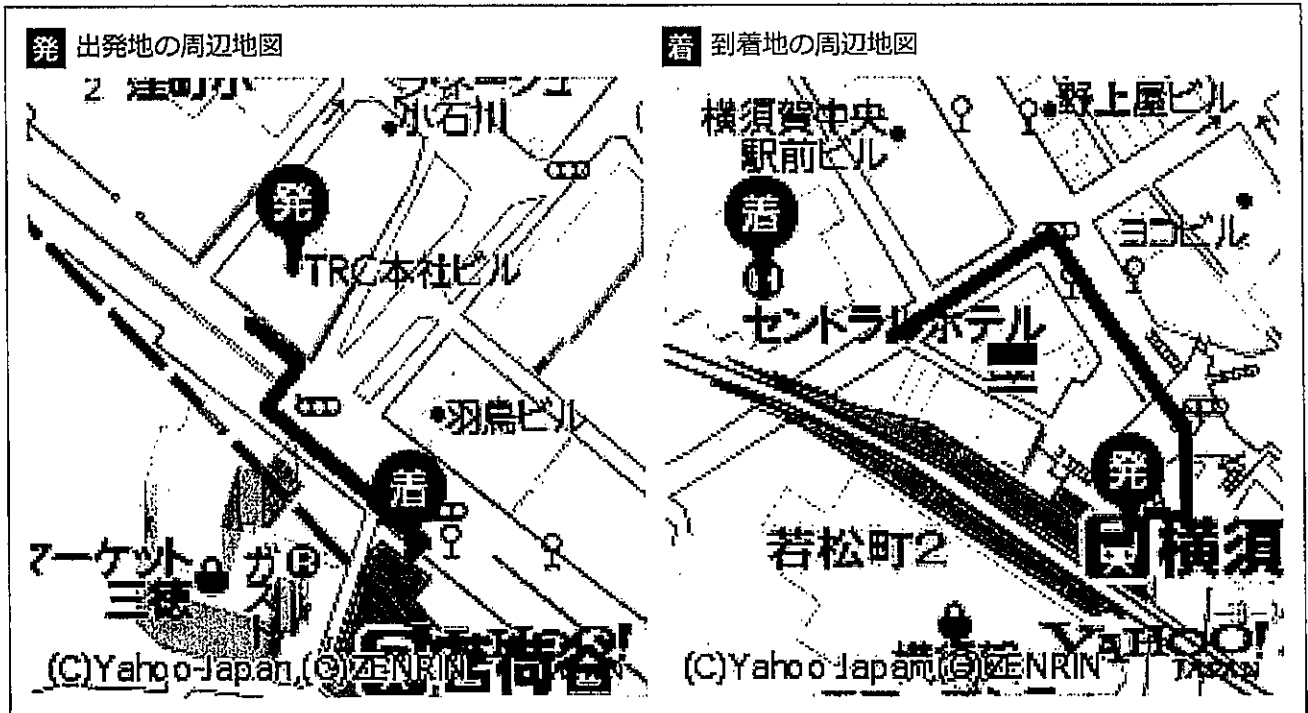 発 出発地の周辺地図
小石川
発
TRC本社ビル
羽鳥ビル
着
マーケット
三徳
ガスト
(C)Yahoo Japan,(C)ZENRIN
着 到着地の周辺地図
野上屋ビル
横須賀中央
駅前ビル
着
ヨコビル
セントラルホテル
発
若松町2
横須
YAHOO!
JAPAN
(C)Yahoo Japan,(C)ZENRIN